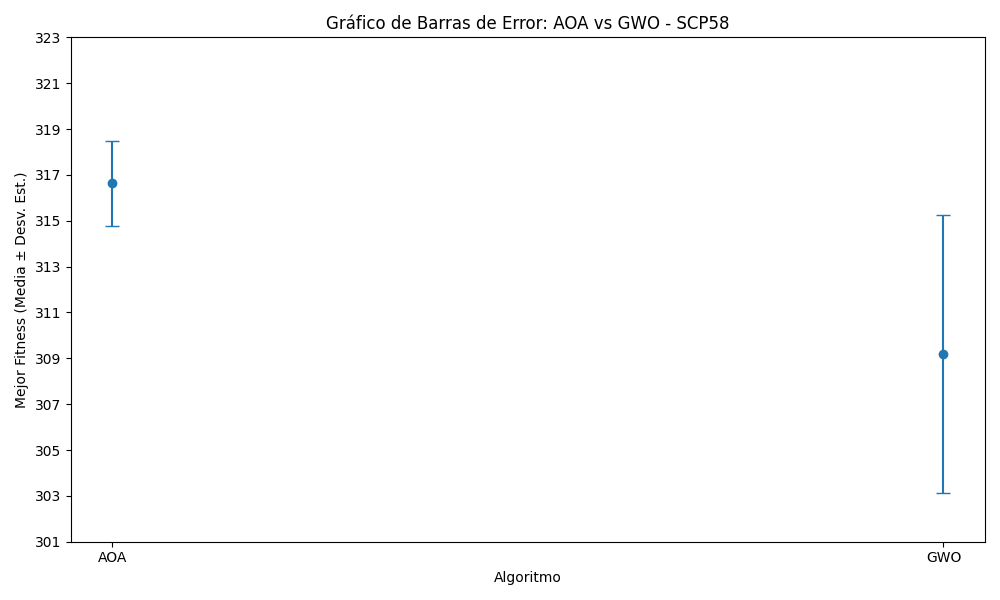 Gráfico de Barras de Error: AOA vs GWO - SCP58
Mejor Fitness (Media ± Desv. Est.)
323
321
319
317
315
313
311
309
307
305
303
301
AOA
GWO
Algoritmo